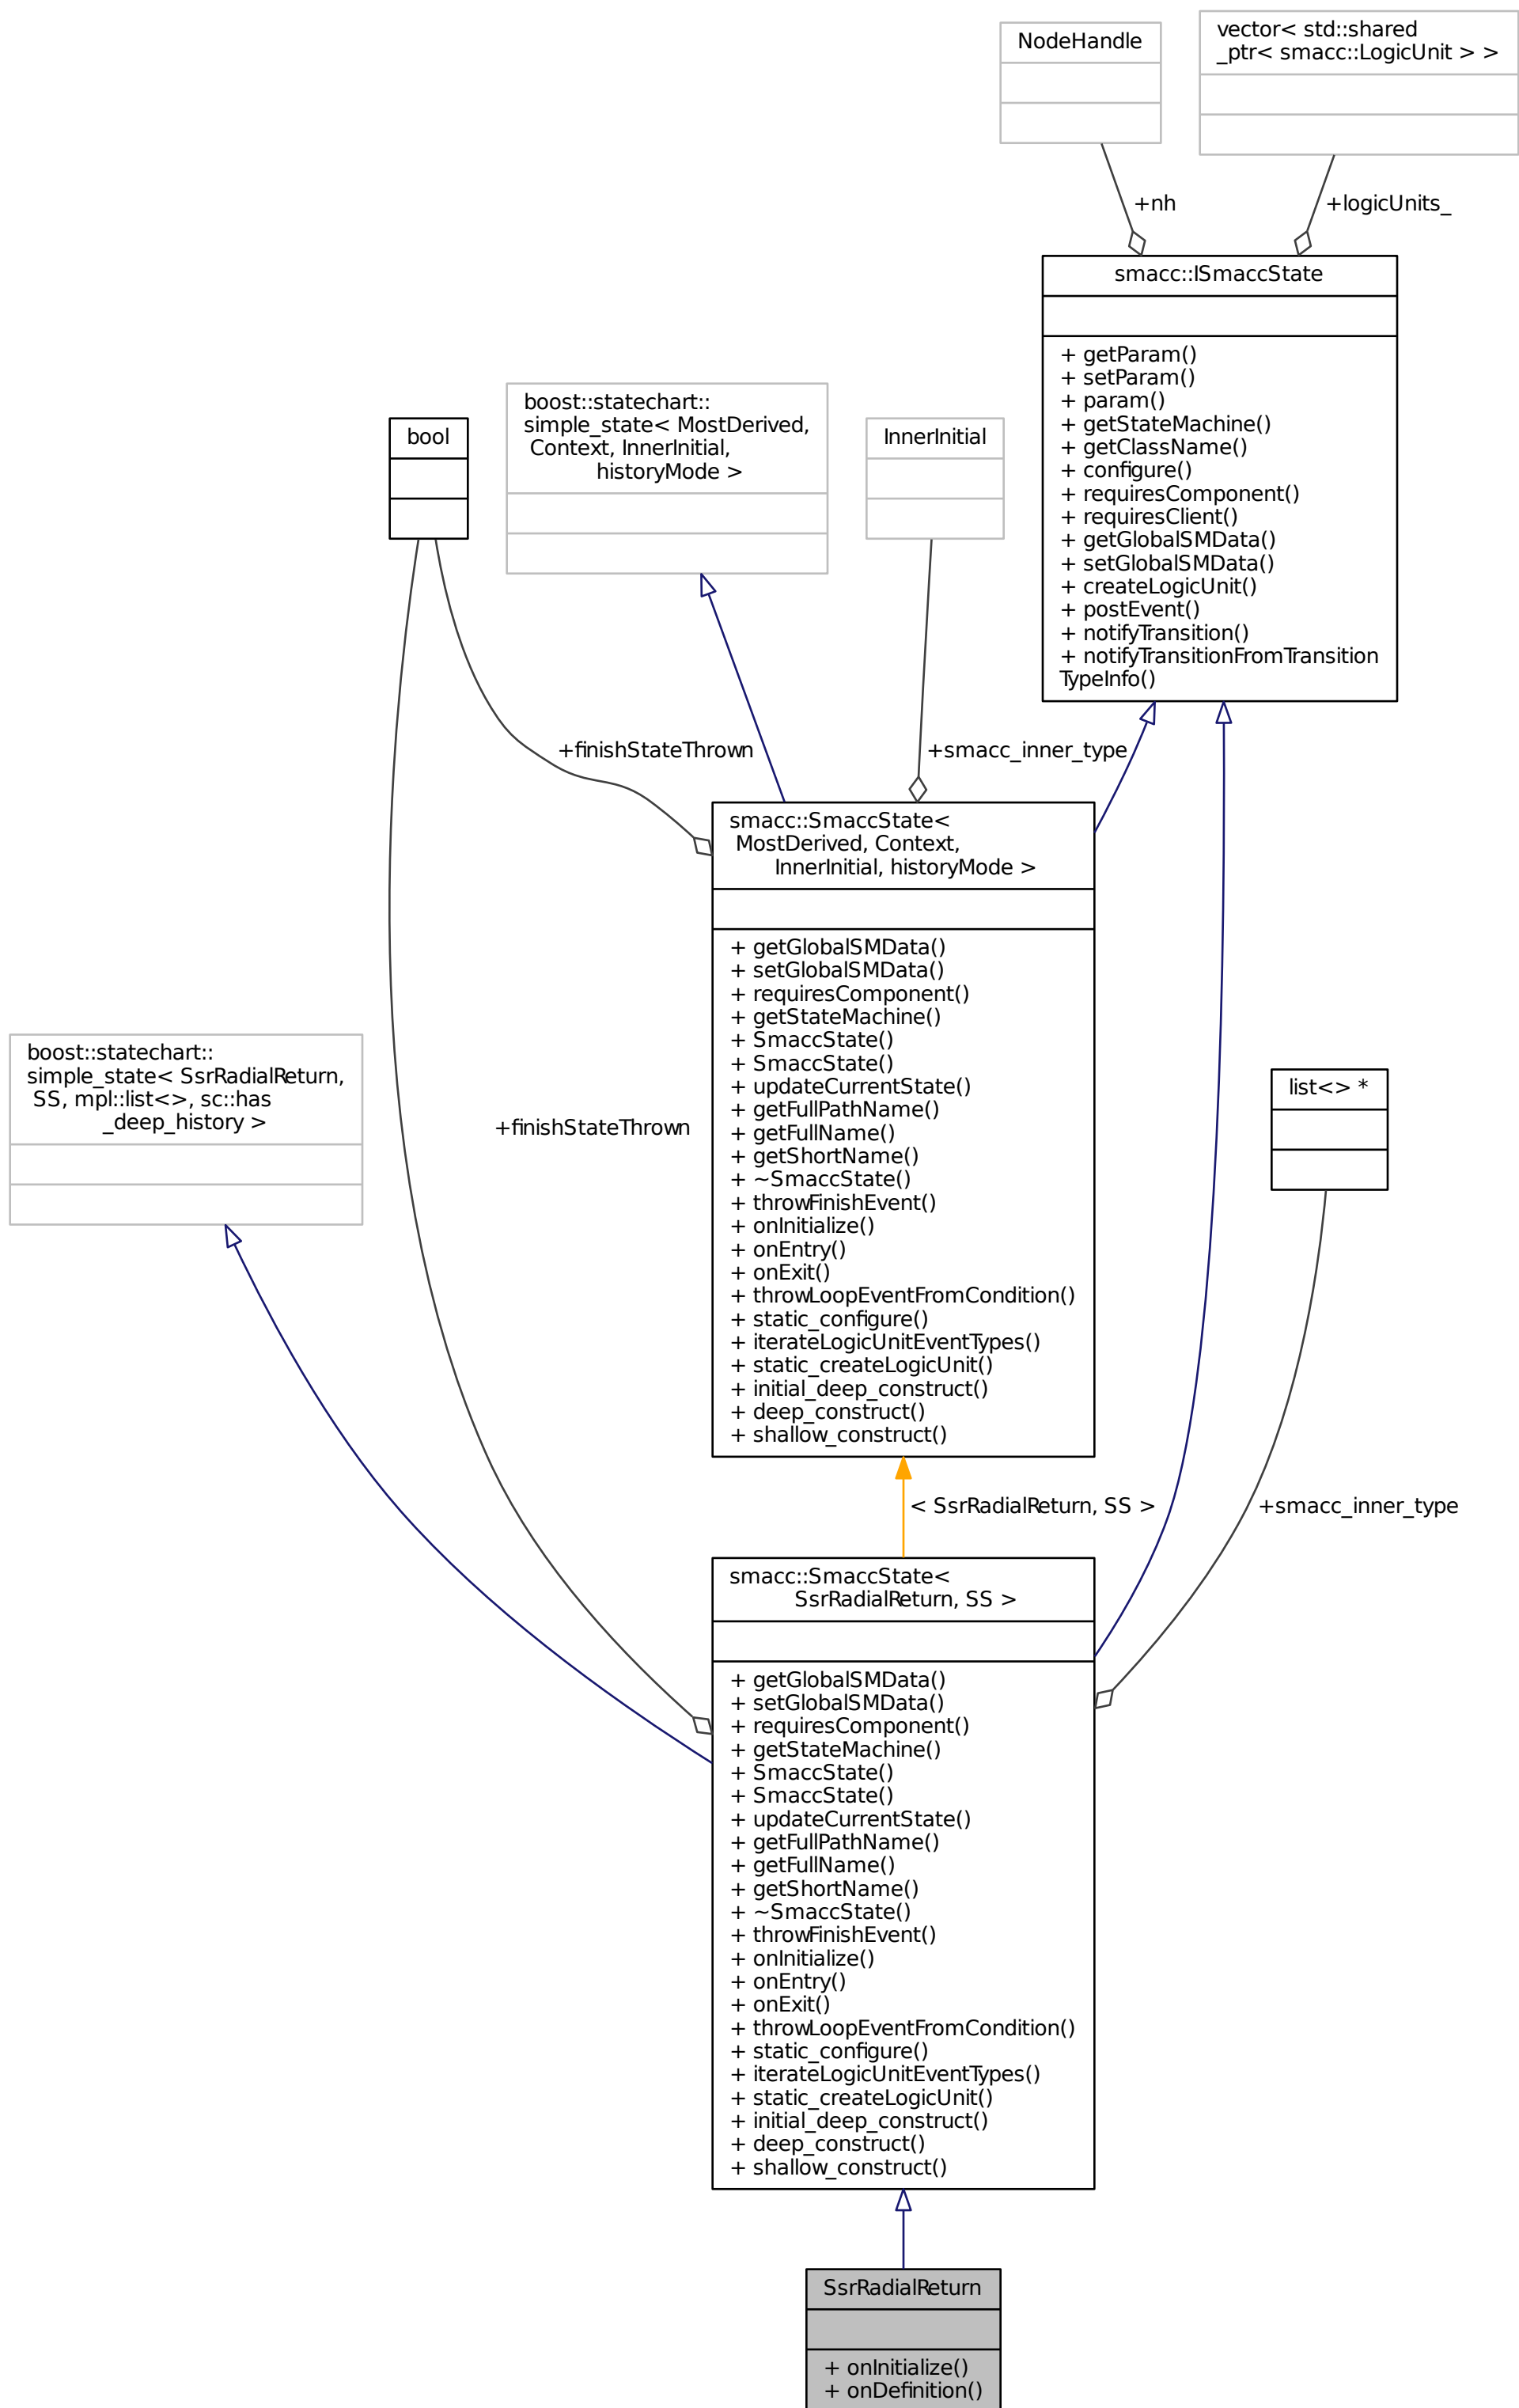 NodeHandle
vector< std::shared
_ptr< smacc::LogicUnit > >
+nh
+logicUnits_
smacc::ISmaccState
+ getParam()
+ setParam()
+ param()
+ getStateMachine()
+ getClassName()
+ configure()
+ requiresComponent()
+ requiresClient()
+ getGlobalSMData()
+ setGlobalSMData()
+ createLogicUnit()
+ postEvent()
+ notifyTransition()
+ notifyTransitionFromTransition
TypeInfo()
bool
boost::statechart::
simple_state< MostDerived,
Context, InnerInitial,
historyMode >
InnerInitial
+finishStateThrown
+smacc_inner_type
smacc::SmaccState<
MostDerived, Context,
InnerInitial, historyMode >
+ getGlobalSMData()
+ setGlobalSMData()
+ requiresComponent()
+ getStateMachine()
+ SmaccState()
+ SmaccState()
+ updateCurrentState()
+ getFullPathName()
+ getFullName()
+ getShortName()
+ ~SmaccState()
+ throwFinishEvent()
+ onInitialize()
+ onEntry()
+ onExit()
+ throwLoopEventFromCondition()
+ static_configure()
+ iterateLogicUnitEventTypes()
+ static_createLogicUnit()
+ initial_deep_construct()
+ deep_construct()
+ shallow_construct()
boost::statechart::
simple_state< SsrRadialReturn,
SS, mpl::list<>, sc::has
_deep_history >
+finishStateThrown
list<> *
< SsrRadialReturn, SS >
+smacc_inner_type
smacc::SmaccState<
SsrRadialReturn, SS >
+ getGlobalSMData()
+ setGlobalSMData()
+ requiresComponent()
+ getStateMachine()
+ SmaccState()
+ SmaccState()
+ updateCurrentState()
+ getFullPathName()
+ getFullName()
+ getShortName()
+ ~SmaccState()
+ throwFinishEvent()
+ onInitialize()
+ onEntry()
+ onExit()
+ throwLoopEventFromCondition()
+ static_configure()
+ iterateLogicUnitEventTypes()
+ static_createLogicUnit()
+ initial_deep_construct()
+ deep_construct()
+ shallow_construct()
SsrRadialReturn
+ onInitialize()
+ onDefinition()